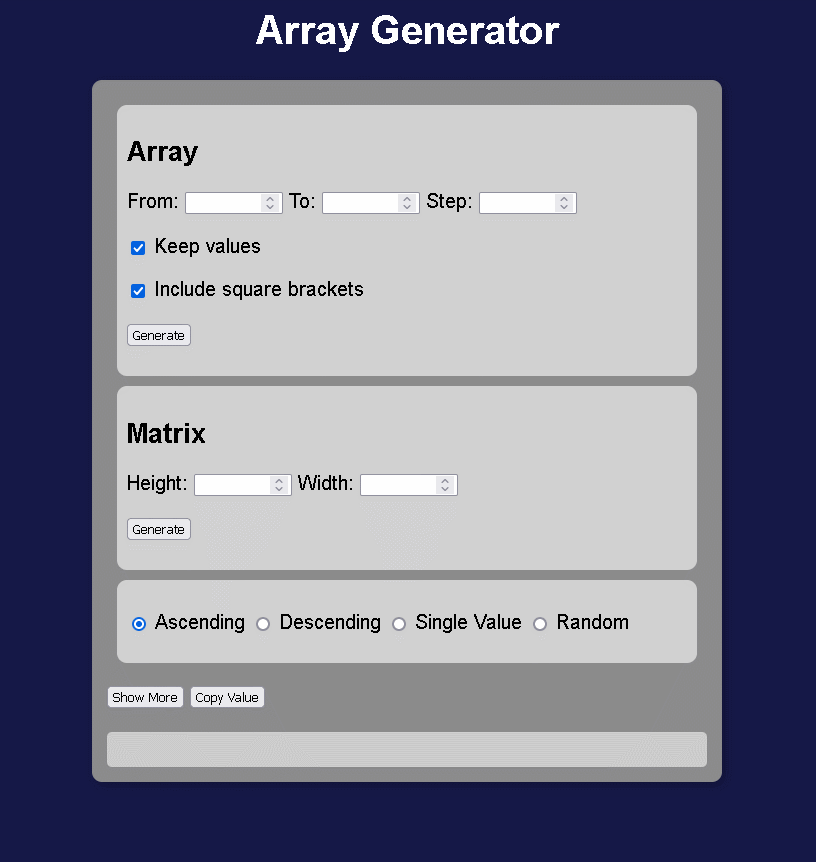 Array Generator
Array
From: To: Step:
Keep values
Include square brackets
Generate
Matrix
Height: Width:
Generate
Ascending Descending Single Value Random
Show More Copy Value